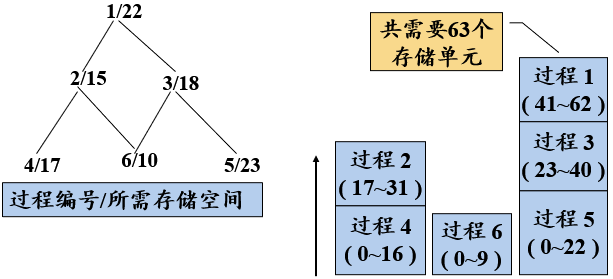 1/22
2/15
3/18
4/17
6/10
5/23
过程编号/所需存储空间
共需要63个
存储单元
过程 1
( 41~62 )
过程 2
( 17~31 )
过程 3
( 23~40 )
过程 4
( 0~16 )
过程 6
( 0~9 )
过程 5
( 0~22 )